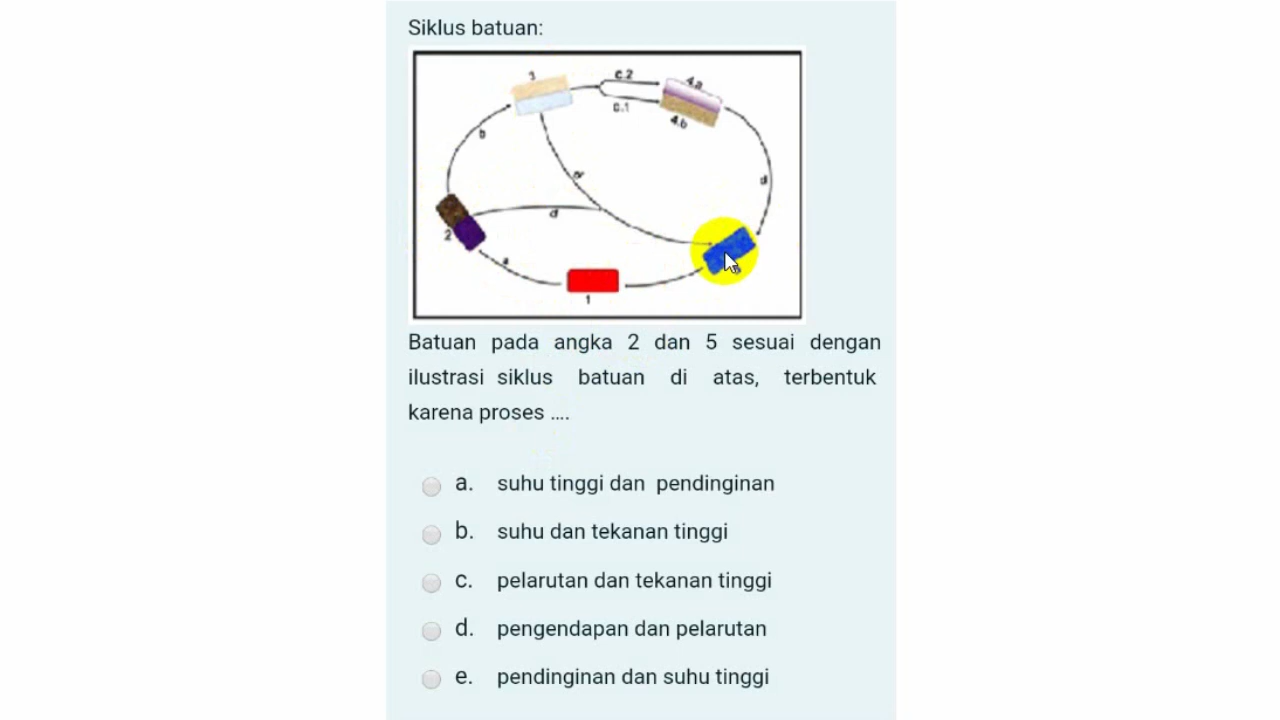 Siklus batuan:
3
c.2
4.a
c.1
4.b
b
d
d
2
a
1
Batuan pada angka 2 dan 5 sesuai dengan
ilustrasi siklus batuan di atas, terbentuk
karena proses ....
a. suhu tinggi dan pendinginan
b. suhu dan tekanan tinggi
c. pelarutan dan tekanan tinggi
d. pengendapan dan pelarutan
e. pendinginan dan suhu tinggi